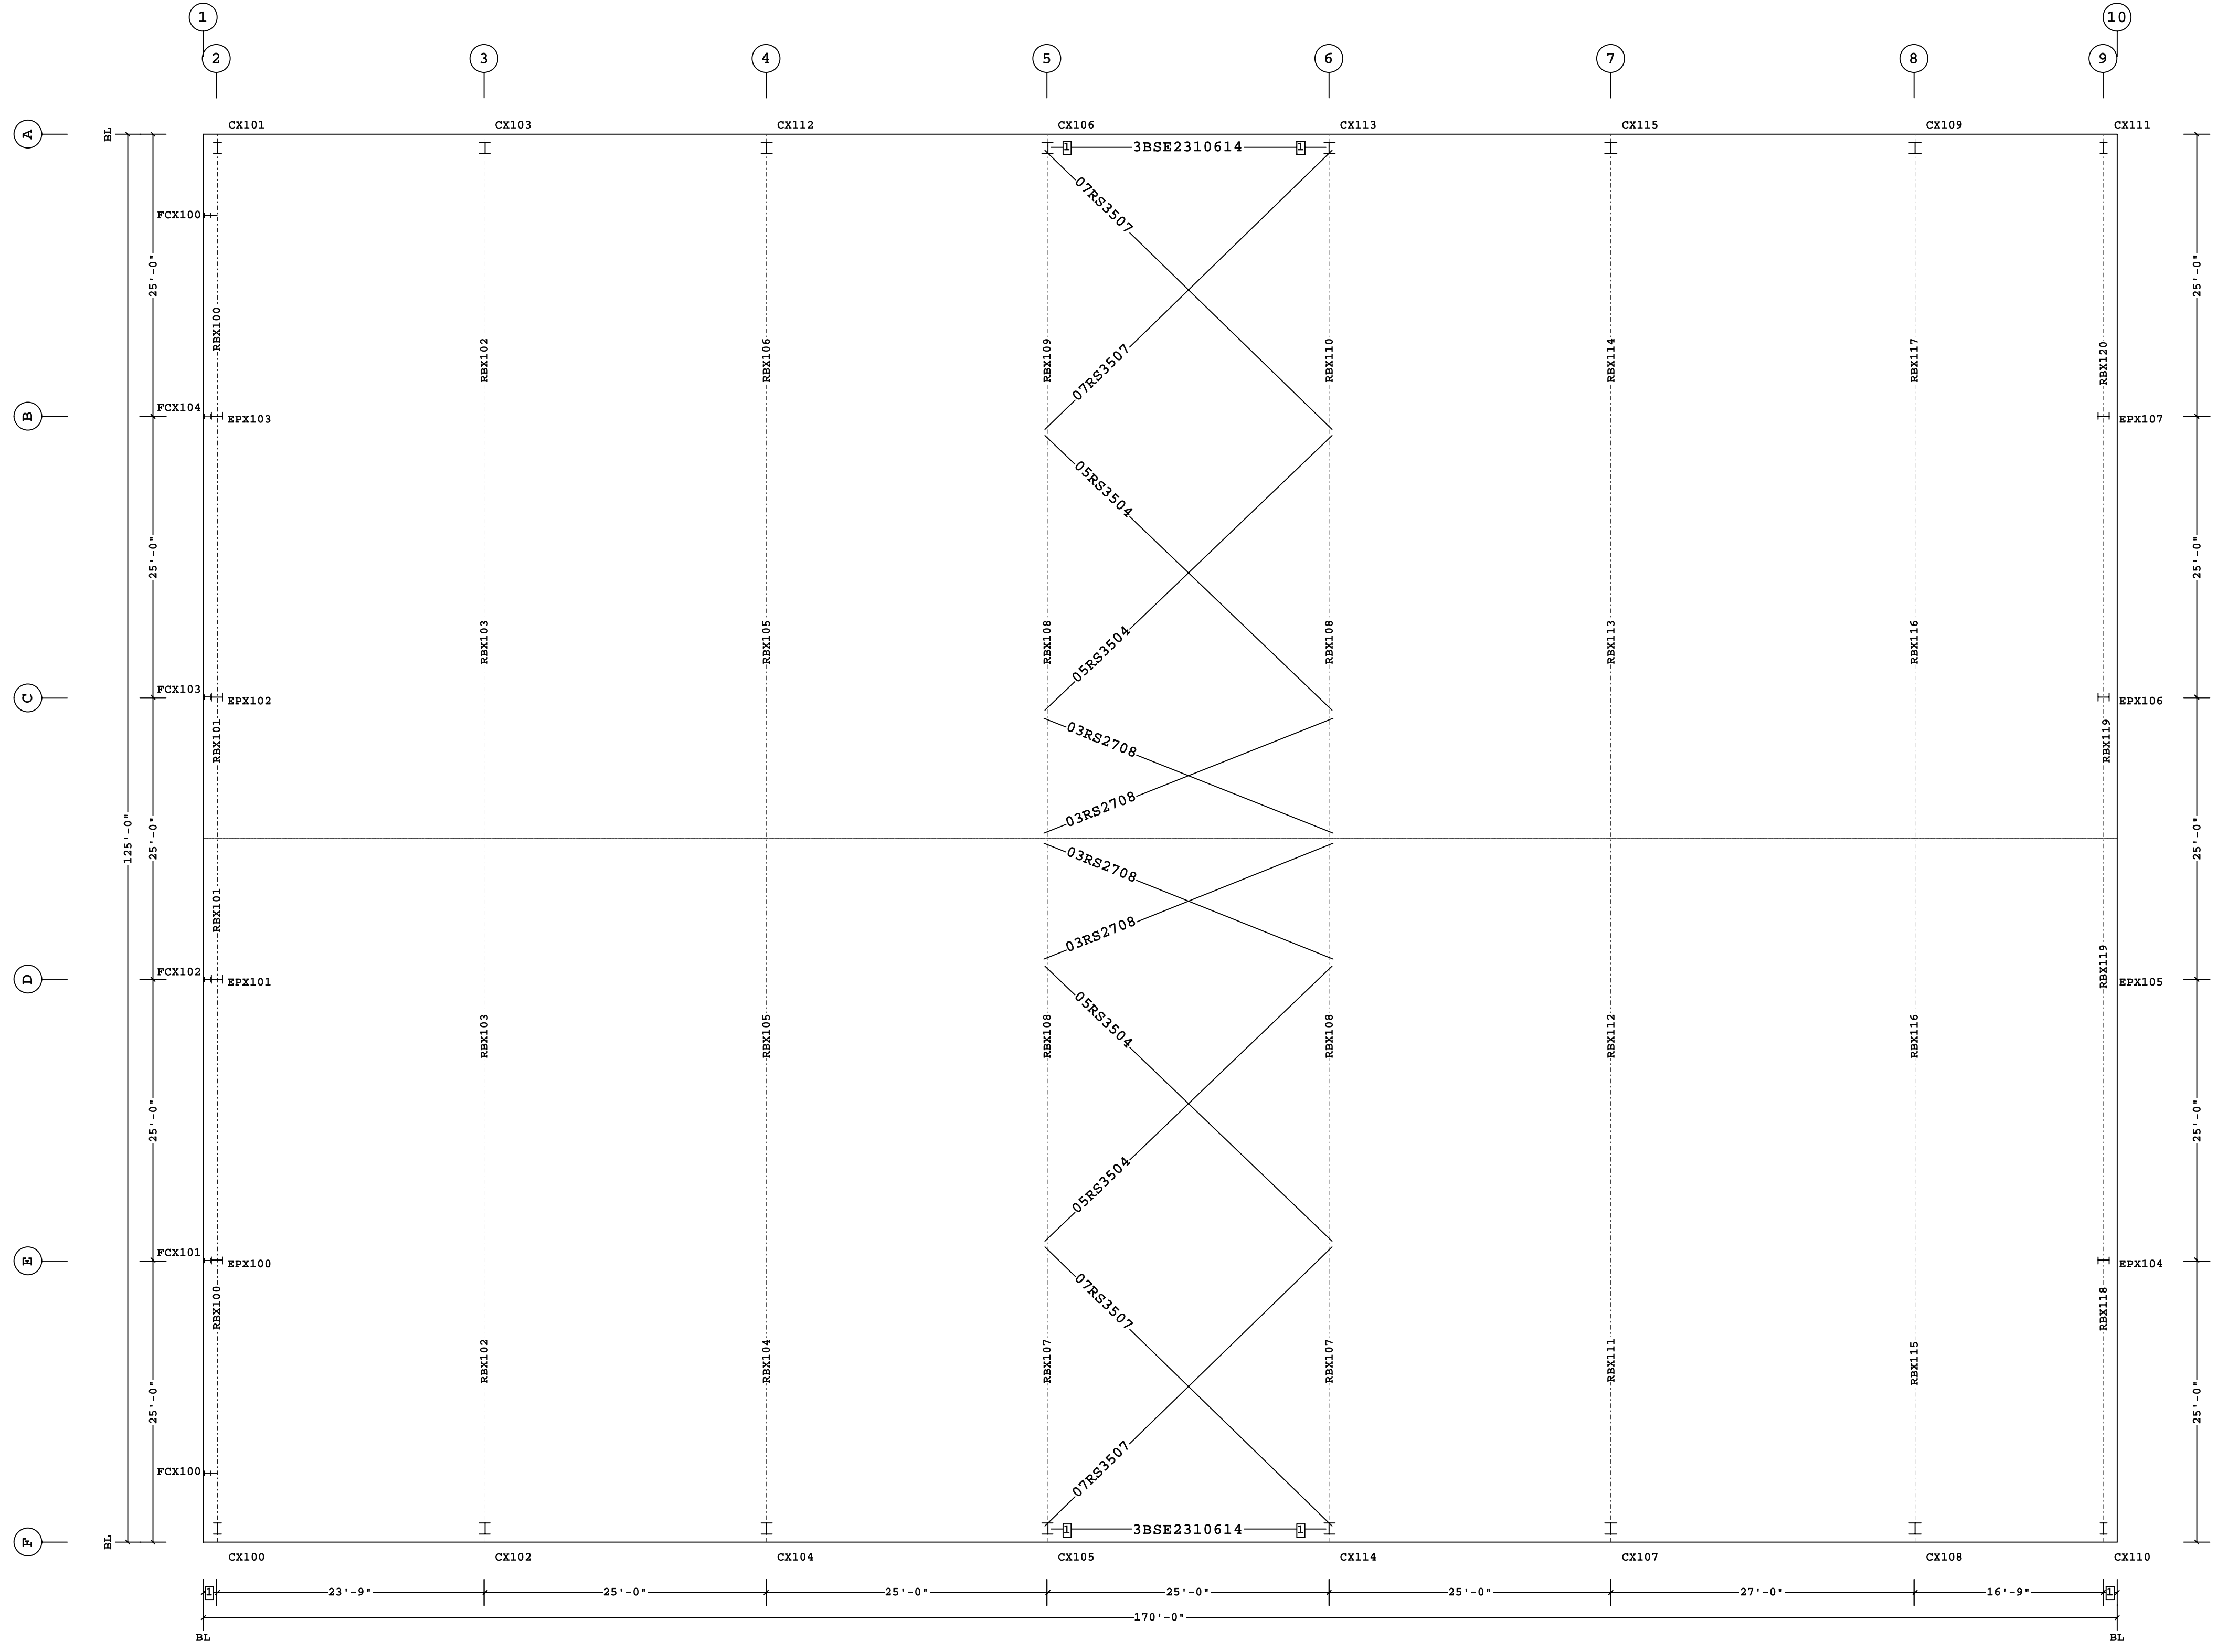 1 10
2 3 4 5 6 7 8 9
CX101 CX103 CX112 CX106 CX113 CX115 CX109 CX111
A BL
1 3BSE2310614 1
07RS3507
FCX100
25'-0" 25'-0"
RBX100
RBX102 RBX106 RBX109 07RS3507 RBX110 RBX114 RBX117 RBX120
FCX104
B EPX103 EPX107
05RS3504
25'-0" 25'-0"
RBX103 RBX105 RBX108 05RS3504 RBX108 RBX113 RBX116
FCX103
C EPX102 EPX106
RBX101 03RS2708 RBX119
03RS2708
125'-0" 25'-0" 25'-0"
03RS2708
RBX101
03RS2708
FCX102 RBX119
D EPX101 EPX105
05RS3504
RBX103 RBX105 RBX108 RBX108 RBX112 RBX116
25'-0" 25'-0"
05RS3504
FCX101
E EPX100 EPX104
RBX100 07RS3507 RBX118
RBX102 RBX104 RBX107 RBX107 RBX111 RBX115
25'-0" 25'-0"
FCX100 07RS3507
1 3BSE2310614 1
F BL
CX100 CX102 CX104 CX105 CX114 CX107 CX108 CX110
1 23'-9" 25'-0" 25'-0" 25'-0" 25'-0" 27'-0" 16'-9" 1
170'-0"
BL BL